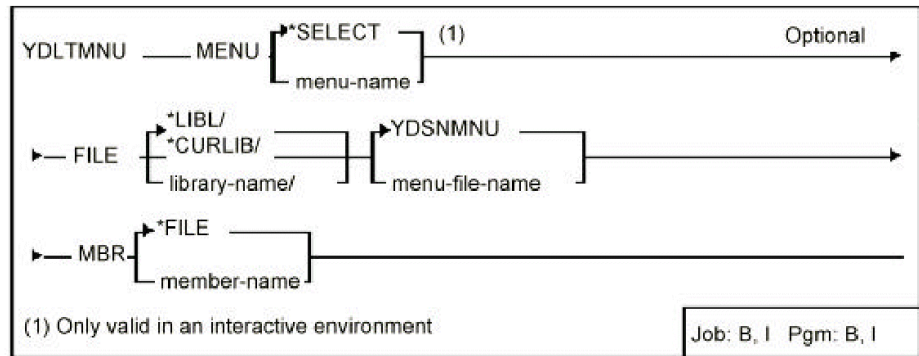 *SELECT (1) Optional
YDLTMNU MENU
menu-name
*LIBL/
*CURLIB/ YDSNMNU
FILE
library-name/ menu-file-name
*FILE
MBR
member-name
(1) Only valid in an interactive environment
Job: B, I Pgm: B, I